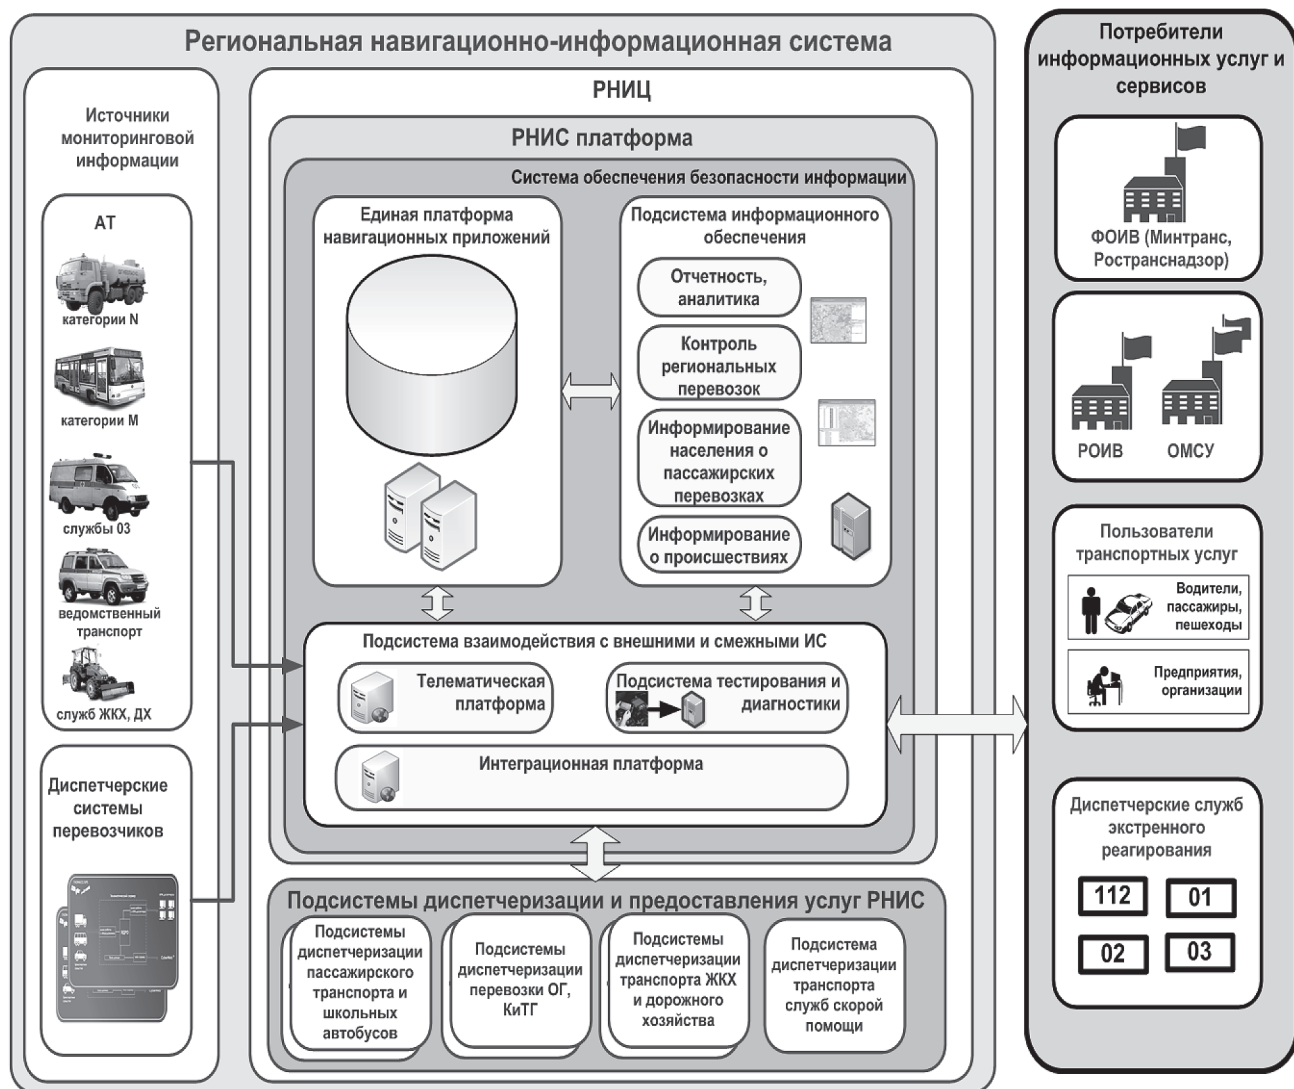 Региональная навигационно-информационная система
Источники
мониторинговой
информации
АТ
категории N
категории М
службы 03
ведомственный
транспорт
служб ЖКХ, ДХ
Диспетчерские
системы
перевозчиков
РНИЦ
РНИС платформа
Система обеспечения безопасности информации
Единая платформа
навигационных приложений
Подсистема информационного
обеспечения
Отчетность,
аналитика
Контроль
региональных
перевозок
Информирование
населения о
пассажирских
перевозках
Информирование
о происшествиях
Подсистема взаимодействия с внешними и смежными ИС
Телематическая
платформа
Подсистема тестирования и
диагностики
Интеграционная платформа
Подсистемы диспетчеризации и предоставления услуг РНИС
Подсистемы
диспетчеризации
пассажирского
транспорта и
школьных
автобусов
Подсистемы
диспетчеризации
перевозки ОГ,
КиТГ
Подсистемы
диспетчеризации
транспорта ЖКХ
и дорожного
хозяйства
Подсистема
диспетчеризации
транспорта
служб скорой
помощи
Потребители
информационных услуг и
сервисов
ФОИВ (Минтранс,
Ространснадзор)
РОИВ
ОМСУ
Пользователи
транспортных услуг
Водители,
пассажиры,
пешеходы
Предприятия,
организации
Диспетчерские служб
экстренного
реагирования
112
01
02
03